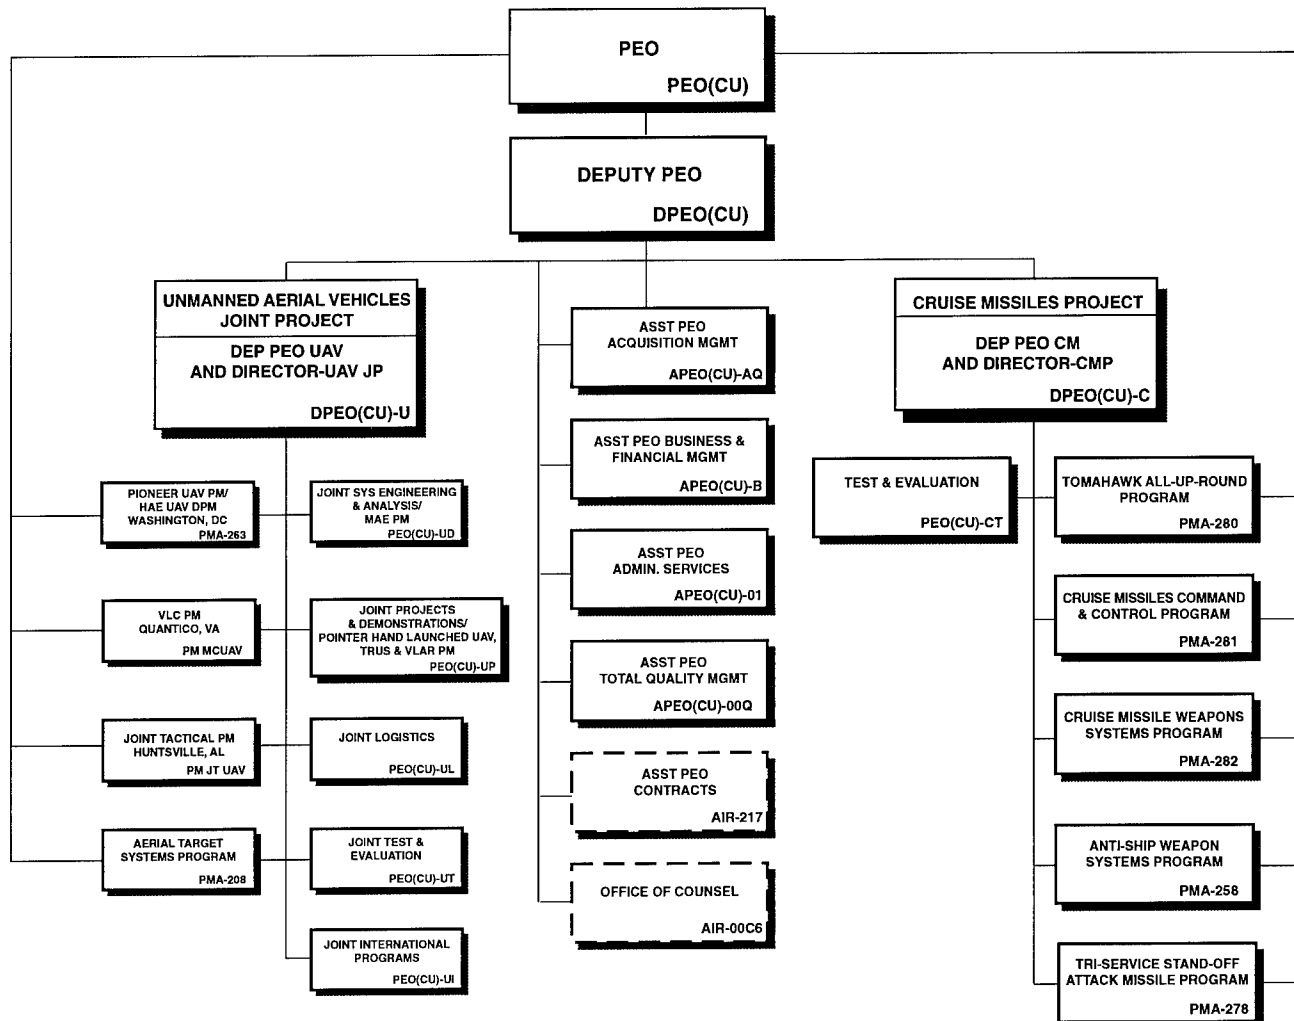 PEO
PEO(CU)
DEPUTY PEO
DPEO(CU)
UNMANNED AERIAL VEHICLES
JOINT PROJECT
DEP PEO UAV
AND DIRECTOR-UAV JP
DPEO(CU)-U
PIONEER UAV PM/
HAE UAV DPM
WASHINGTON, DC
PMA-263
JOINT SYS ENGINEERING
& ANALYSIS/
MAE PM
PEO(CU)-UD
VLC PM
QUANTICO, VA
PM MCUAV
JOINT PROJECTS
& DEMONSTRATIONS/
POINTER HAND LAUNCHED UAV,
TRUS & VLAR PM
PEO(CU)-UP
JOINT TACTICAL PM
HUNTSVILLE, AL
PM JT UAV
JOINT LOGISTICS
PEO(CU)-UL
AERIAL TARGET
SYSTEMS PROGRAM
PMA-208
JOINT TEST &
EVALUATION
PEO(CU)-UT
JOINT INTERNATIONAL
PROGRAMS
PEO(CU)-UI
ASST PEO
ACQUISITION MGMT
APEO(CU)-AQ
ASST PEO BUSINESS &
FINANCIAL MGMT
APEO(CU)-B
ASST PEO
ADMIN. SERVICES
APEO(CU)-01
ASST PEO
TOTAL QUALITY MGMT
APEO(CU)-00Q
ASST PEO
CONTRACTS
AIR-217
OFFICE OF COUNSEL
AIR-00C6
CRUISE MISSILES PROJECT
DEP PEO CM
AND DIRECTOR-CMP
DPEO(CU)-C
TEST & EVALUATION
PEO(CU)-CT
TOMAHAWK ALL-UP-ROUND
PROGRAM
PMA-280
CRUISE MISSILES COMMAND
& CONTROL PROGRAM
PMA-281
CRUISE MISSILE WEAPONS
SYSTEMS PROGRAM
PMA-282
ANTI-SHIP WEAPON
SYSTEMS PROGRAM
PMA-258
TRI-SERVICE STAND-OFF
ATTACK MISSILE PROGRAM
PMA-278